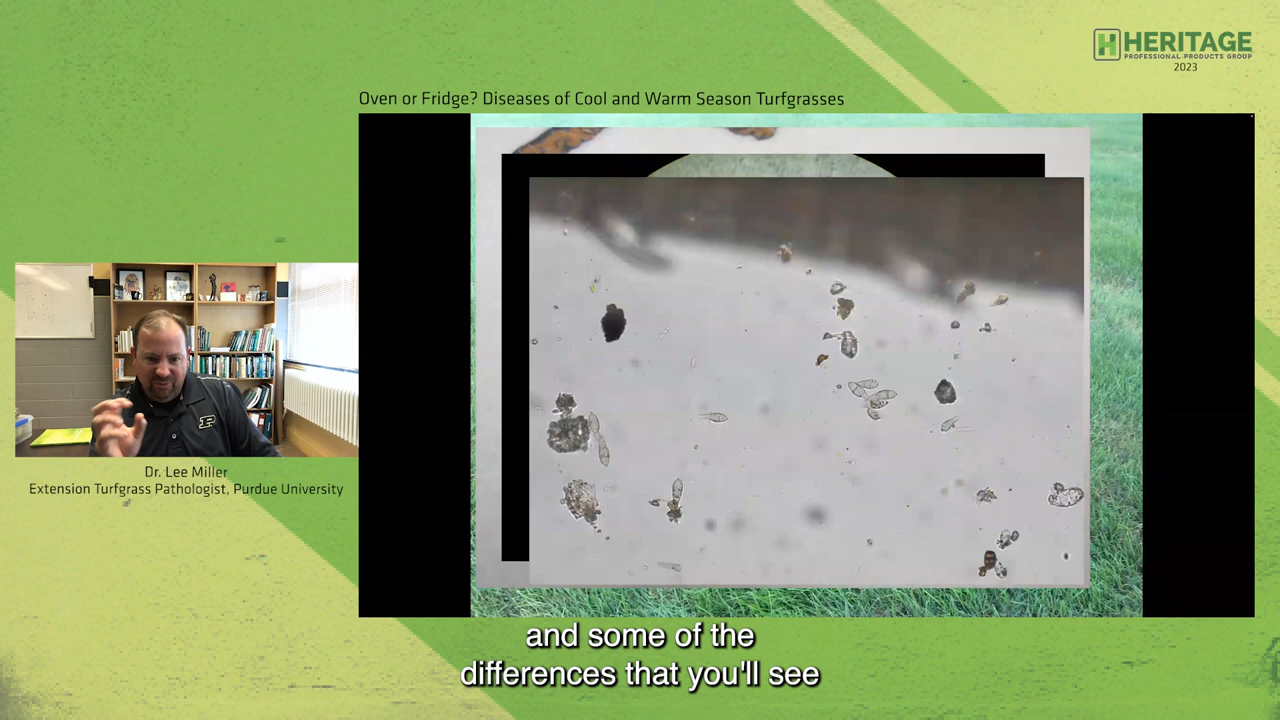 HERITAGE
PROFESSIONAL PRODUCTS GROUP
2023
Oven or Fridge? Diseases of Cool and Warm Season Turfgrasses
P
Dr. Lee Miller
Extension Turfgrass Pathologist, Purdue University
and some of the
differences that you'll see